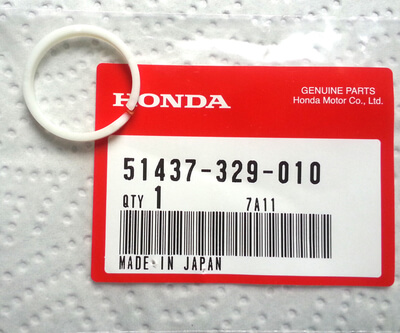 GENUINE PARTS
HONDA Honda Motor Co., Ltd.
51437-329-010
QTY 1 7A11
MADE IN JAPAN